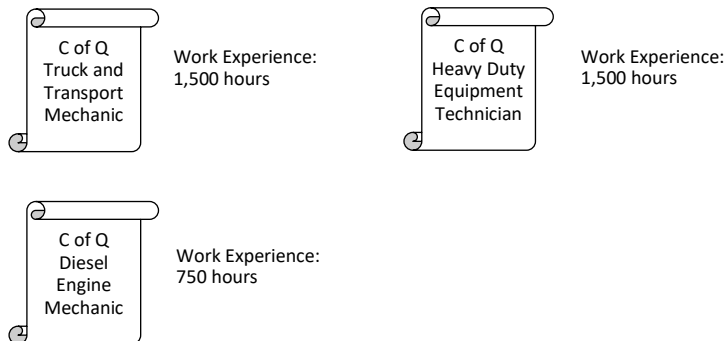 C of Q
Truck and
Transport
Mechanic
Work Experience:
1,500 hours
C of Q
Heavy Duty
Equipment
Technician
Work Experience:
1,500 hours
C of Q
Diesel
Engine
Mechanic
Work Experience:
750 hours